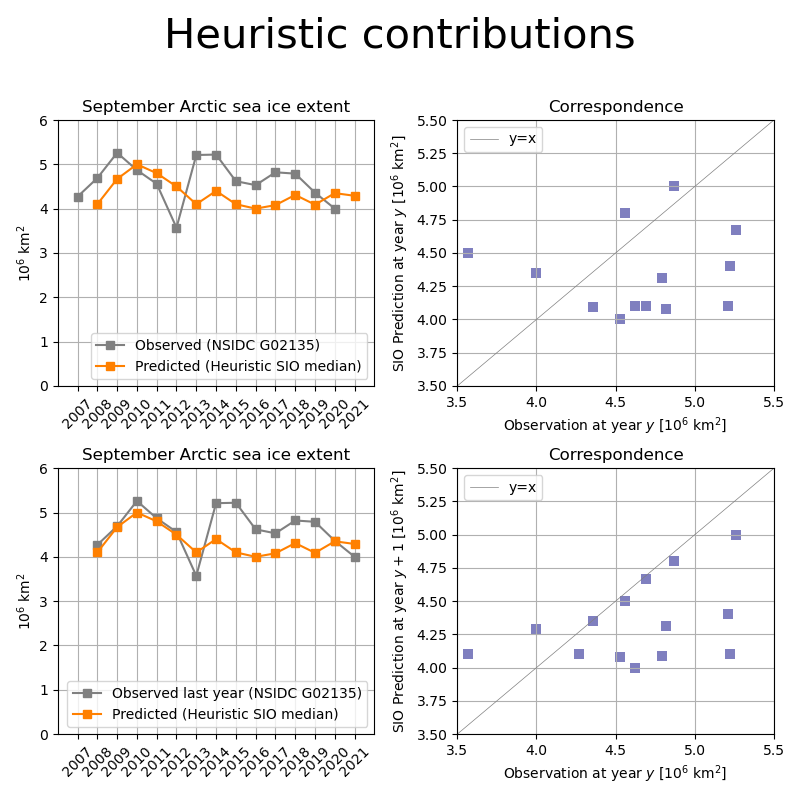 Heuristic contributions
September Arctic sea ice extent
6
5
4
3
2
1
0
10⁶ km²
Observed (NSIDC G02135)
Predicted (Heuristic SIO median)
2007 2008 2009 2010 2011 2012 2013 2014 2015 2016 2017 2018 2019 2020 2021
Correspondence
5.50
5.25
5.00
4.75
4.50
4.25
4.00
3.75
3.50
SIO Prediction at year y [10⁶ km²]
y=x
3.5 4.0 4.5 5.0 5.5
Observation at year y [10⁶ km²]
September Arctic sea ice extent
6
5
4
3
2
1
0
10⁶ km²
Observed last year (NSIDC G02135)
Predicted (Heuristic SIO median)
2007 2008 2009 2010 2011 2012 2013 2014 2015 2016 2017 2018 2019 2020 2021
Correspondence
5.50
5.25
5.00
4.75
4.50
4.25
4.00
3.75
3.50
SIO Prediction at year y + 1 [10⁶ km²]
y=x
3.5 4.0 4.5 5.0 5.5
Observation at year y [10⁶ km²]